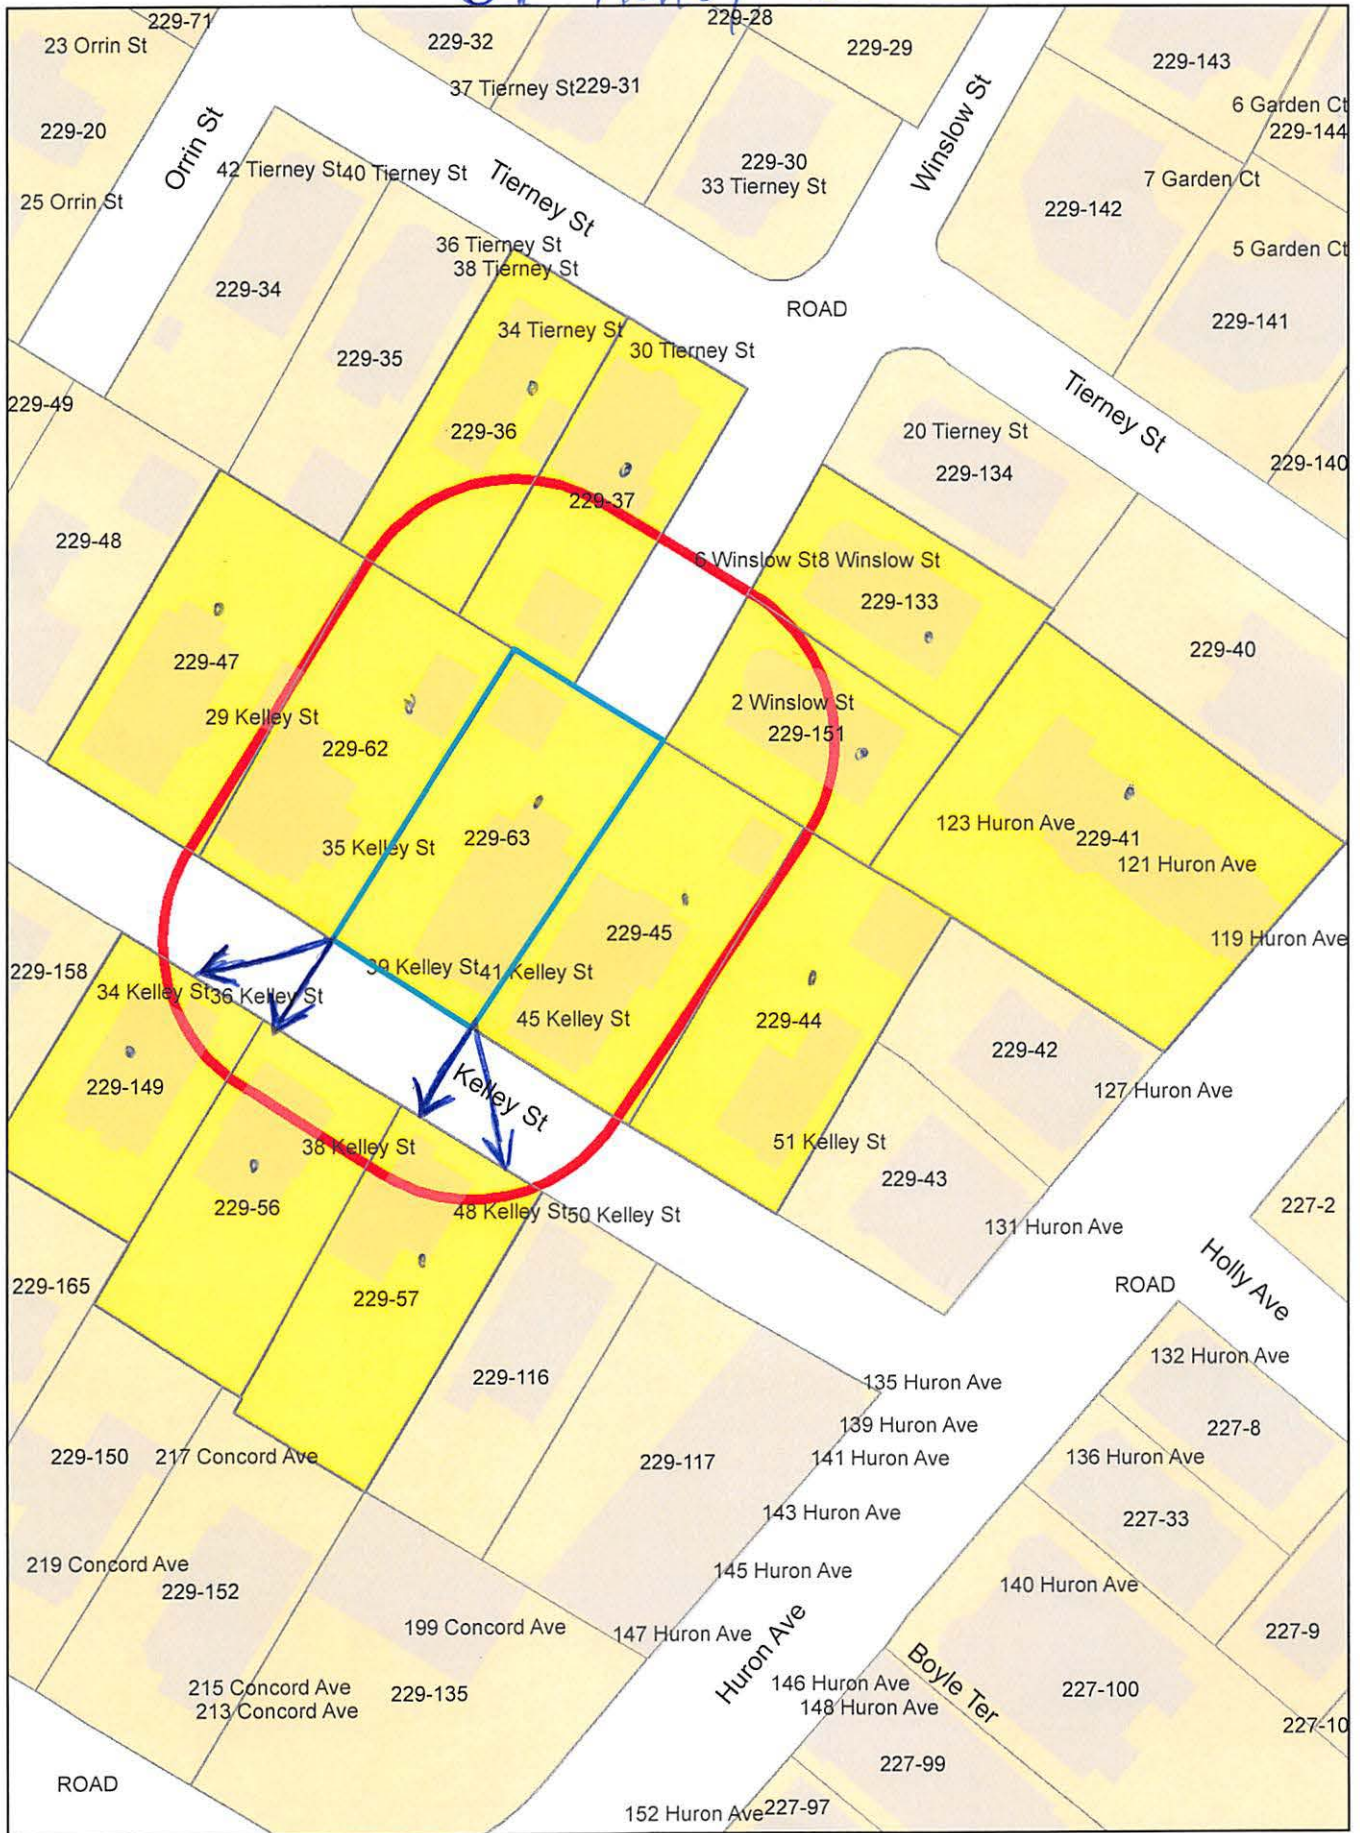 229-71
229-28
23 Orrin St
229-32
229-29
229-143
37 Tierney St
229-31
6 Garden Ct
229-20
229-144
Orrin St
Winslow St
229-30
42 Tierney St
40 Tierney St
33 Tierney St
7 Garden Ct
Tierney St
25 Orrin St
229-142
36 Tierney St
5 Garden Ct
38 Tierney St
229-34
ROAD
229-141
34 Tierney St
30 Tierney St
229-35
229-49
Tierney St
229-36
20 Tierney St
229-134
229-140
229-37
229-48
6 Winslow St
8 Winslow St
229-133
229-47
229-40
2 Winslow St
29 Kelley St
229-151
229-62
123 Huron Ave
229-63
229-41
35 Kelley St
121 Huron Ave
229-45
119 Huron Ave
229-158
39 Kelley St
41 Kelley St
34 Kelley St
36 Kelley St
45 Kelley St
229-44
229-42
229-149
Kelley St
127 Huron Ave
38 Kelley St
51 Kelley St
229-43
229-56
48 Kelley St
50 Kelley St
227-2
131 Huron Ave
229-165
229-57
ROAD
Holly Ave
132 Huron Ave
229-116
135 Huron Ave
139 Huron Ave
227-8
229-150
217 Concord Ave
229-117
141 Huron Ave
136 Huron Ave
143 Huron Ave
227-33
219 Concord Ave
145 Huron Ave
229-152
140 Huron Ave
199 Concord Ave
147 Huron Ave
227-9
Huron Ave
215 Concord Ave
229-135
146 Huron Ave
Boyle Ter
227-100
213 Concord Ave
148 Huron Ave
227-10
227-99
ROAD
152 Huron Ave
227-97